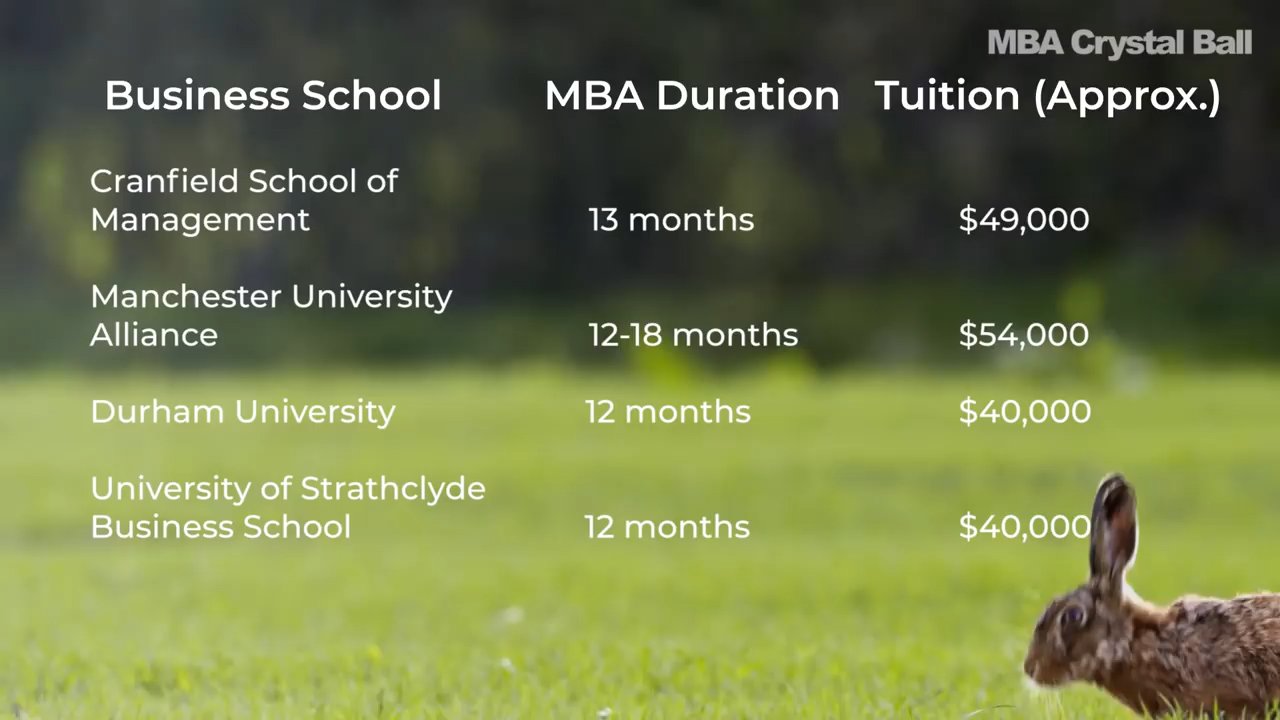 MBA Crystal Ball
Business School MBA Duration Tuition (Approx.)
Cranfield School of
Management 13 months $49,000
Manchester University
Alliance 12-18 months $54,000
Durham University 12 months $40,000
University of Strathclyde
Business School 12 months $40,000